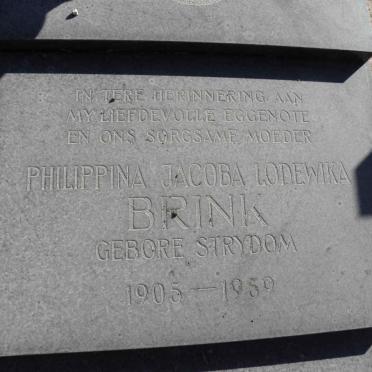 IN TERE HERINNERING AAN
MY LIEFDEVOLLE EGGENOTE
EN ONS SORGSAME MOEDER
PHILIPPINA JACOBA LODEWIKA
BRINK
GEBORE STRYDOM
1905 — 1959